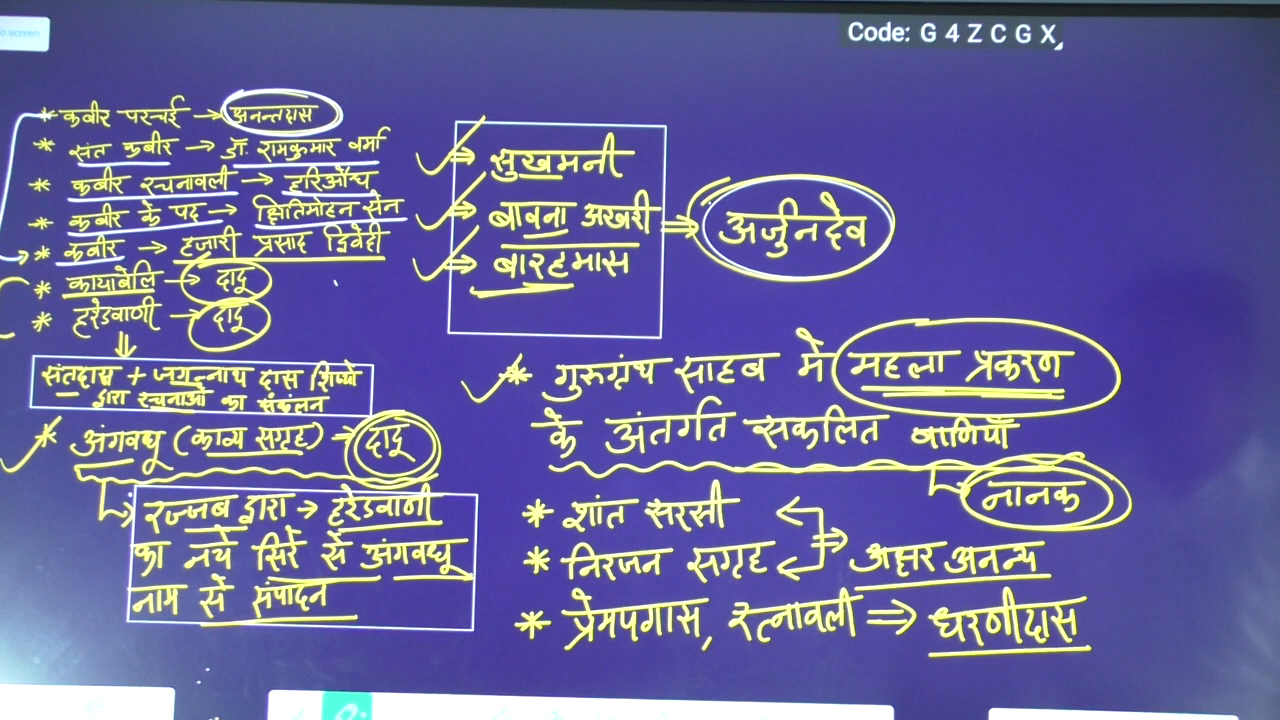 Code: G 4 Z C G X
* कबीर परचई → अनन्तदास
* संत कबीर → डॉ. रामकुमार वर्मा
* कबीर रचनावली → हरिऔध
* कबीर के पद → क्षितिमोहन सेन
* कबीर → हजारी प्रसाद द्विवेदी
* कायाबेलि → दादू
* हरडेवाणी → दादू
संतदास + जगन्नाथ दास शिष्यों
द्वारा रचनाओं का संकलन
* अंगवधू (काव्य संग्रह) → दादू
रज्जब द्वारा → हरडेवाणी
का नये सिरे से अंगवधू
नाम से संपादन
⇒ सुखमनी
⇒ बावना अखरी ⇒ अर्जुनदेव
⇒ बारहमास
* गुरुग्रंथ साहब में महला प्रकरण
के अंतर्गत संकलित बाणियाँ
नानक
* शांत सरसी
* निरंजन संग्रह ⇒ अक्षर अनन्य
* प्रेमपगास, रत्नावली ⇒ धरणीदास